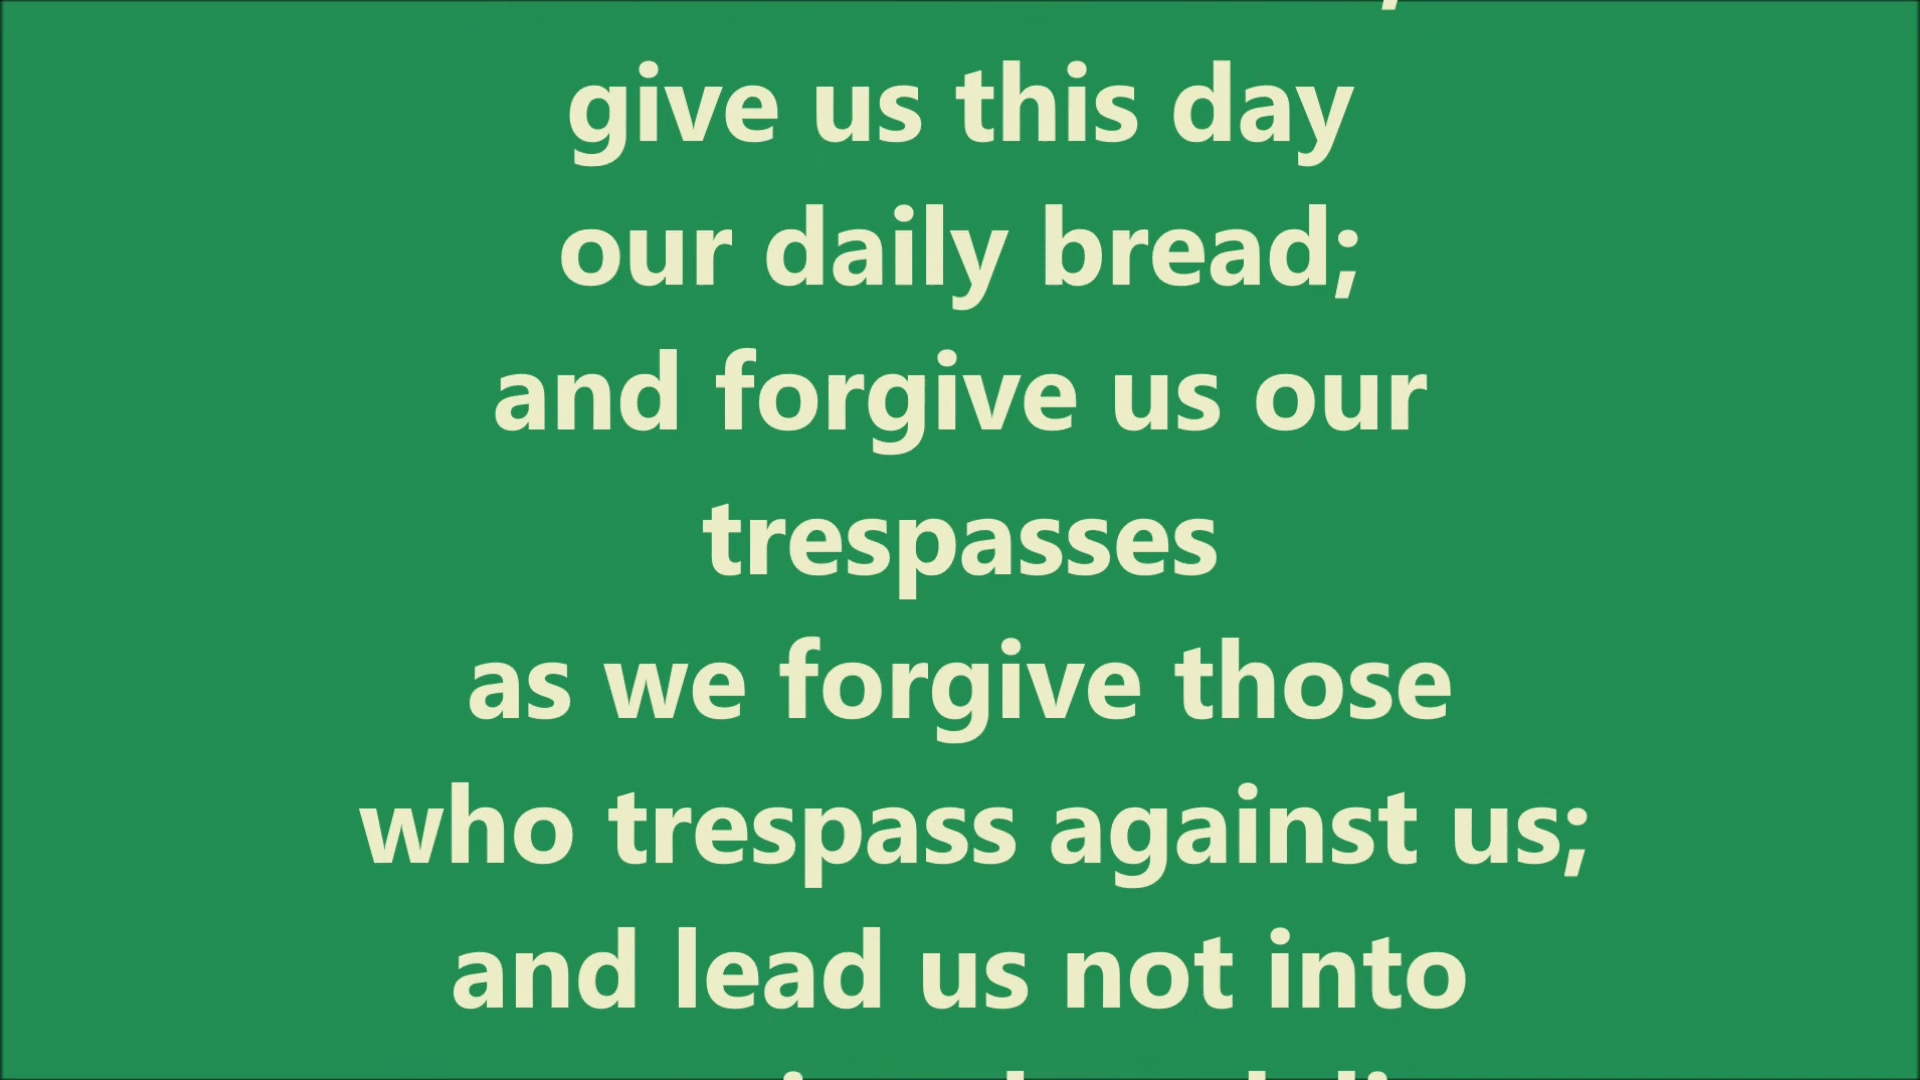 give us this day
our daily bread;
and forgive us our
trespasses
as we forgive those
who trespass against us;
and lead us not into